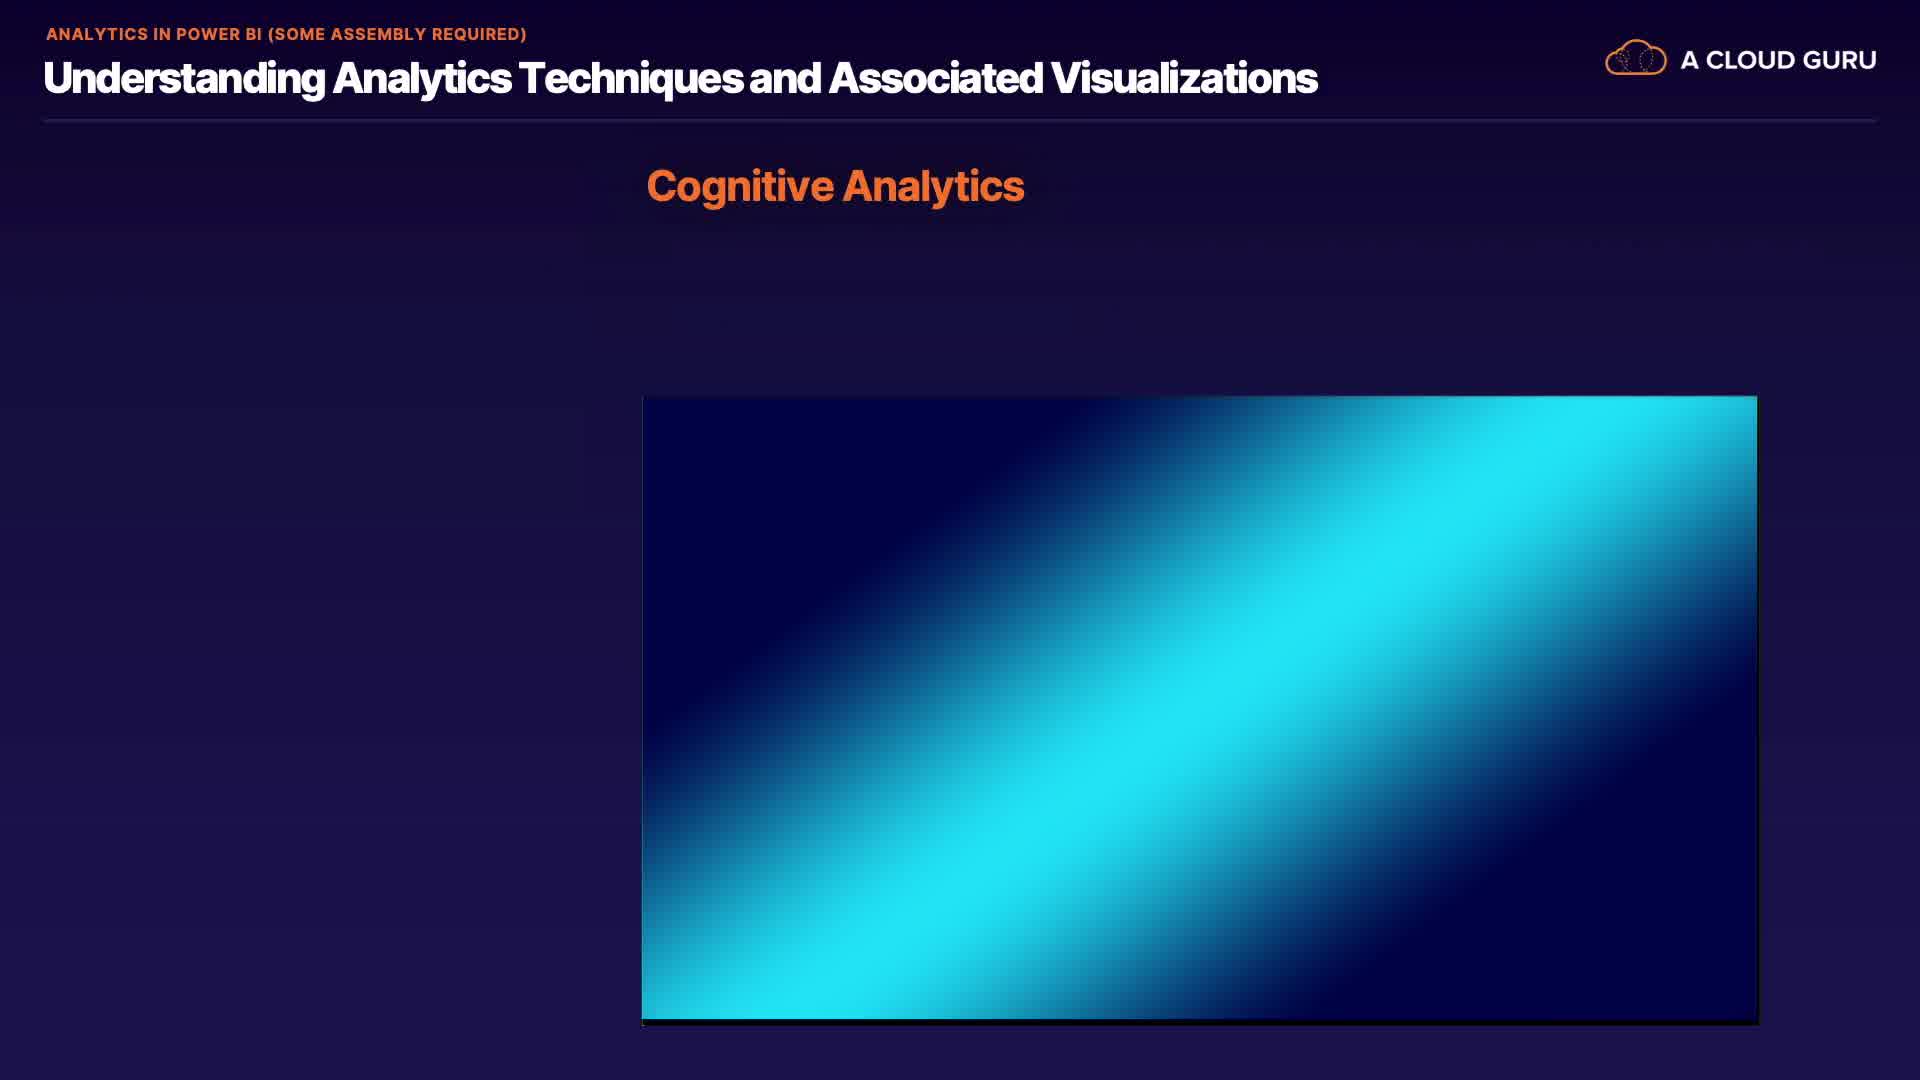 ANALYTICS IN POWER BI (SOME ASSEMBLY REQUIRED)
Understanding Analytics Techniques and Associated Visualizations
A CLOUD GURU
Cognitive Analytics